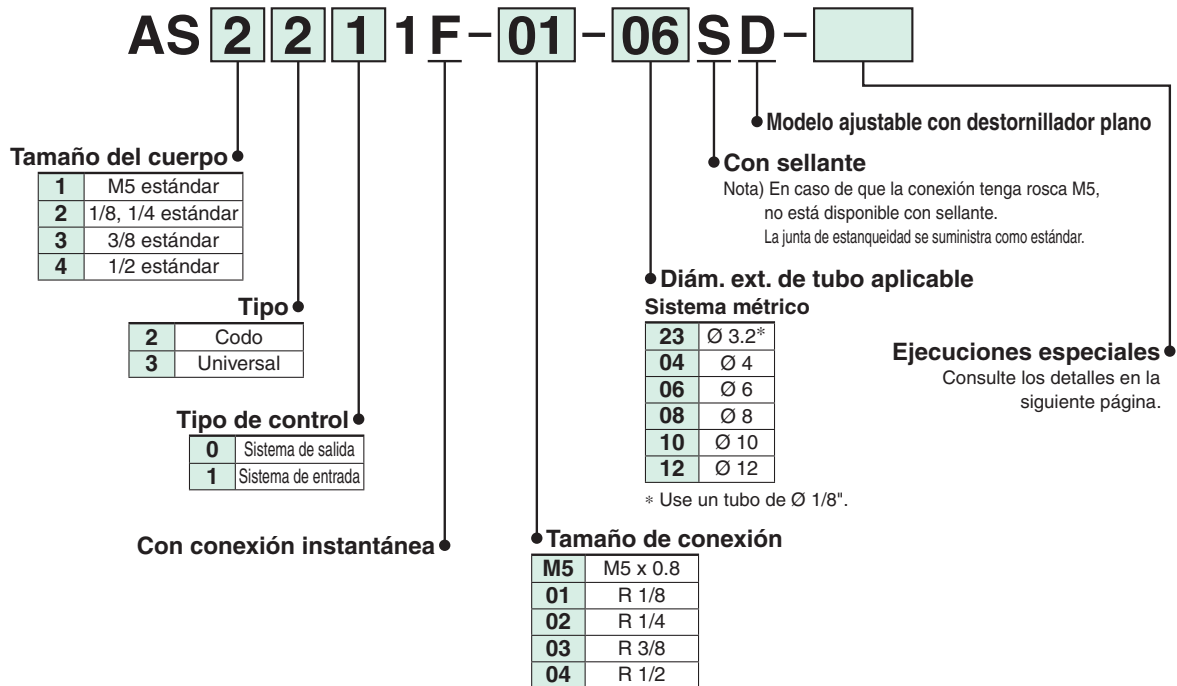 AS 2 2 1 1 F - 01 - 06 S D -
Modelo ajustable con destornillador plano
Con sellante
Nota) En caso de que la conexión tenga rosca M5,
no está disponible con sellante.
La junta de estanqueidad se suministra como estándar.
Tamaño del cuerpo
1 M5 estándar
2 1/8, 1/4 estándar
3 3/8 estándar
4 1/2 estándar
Tipo
2 Codo
3 Universal
Tipo de control
0 Sistema de salida
1 Sistema de entrada
Con conexión instantánea
Diám. ext. de tubo aplicable
Sistema métrico
23 Ø 3.2*
04 Ø 4
06 Ø 6
08 Ø 8
10 Ø 10
12 Ø 12
* Use un tubo de Ø 1/8".
Ejecuciones especiales
Consulte los detalles en la
siguiente página.
Tamaño de conexión
M5 M5 x 0.8
01 R 1/8
02 R 1/4
03 R 3/8
04 R 1/2